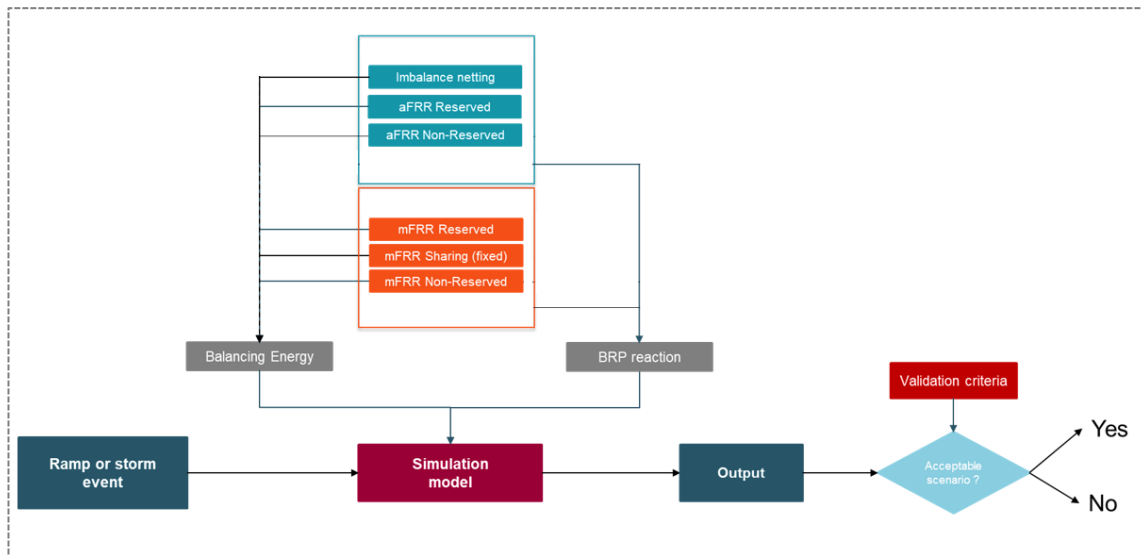 Imbalance netting
aFRR Reserved
aFRR Non-Reserved
mFRR Reserved
mFRR Sharing (fixed)
mFRR Non-Reserved
Balancing Energy
BRP reaction
Validation criteria
Ramp or storm
event
Simulation
model
Output
Acceptable
scenario ?
Yes
No